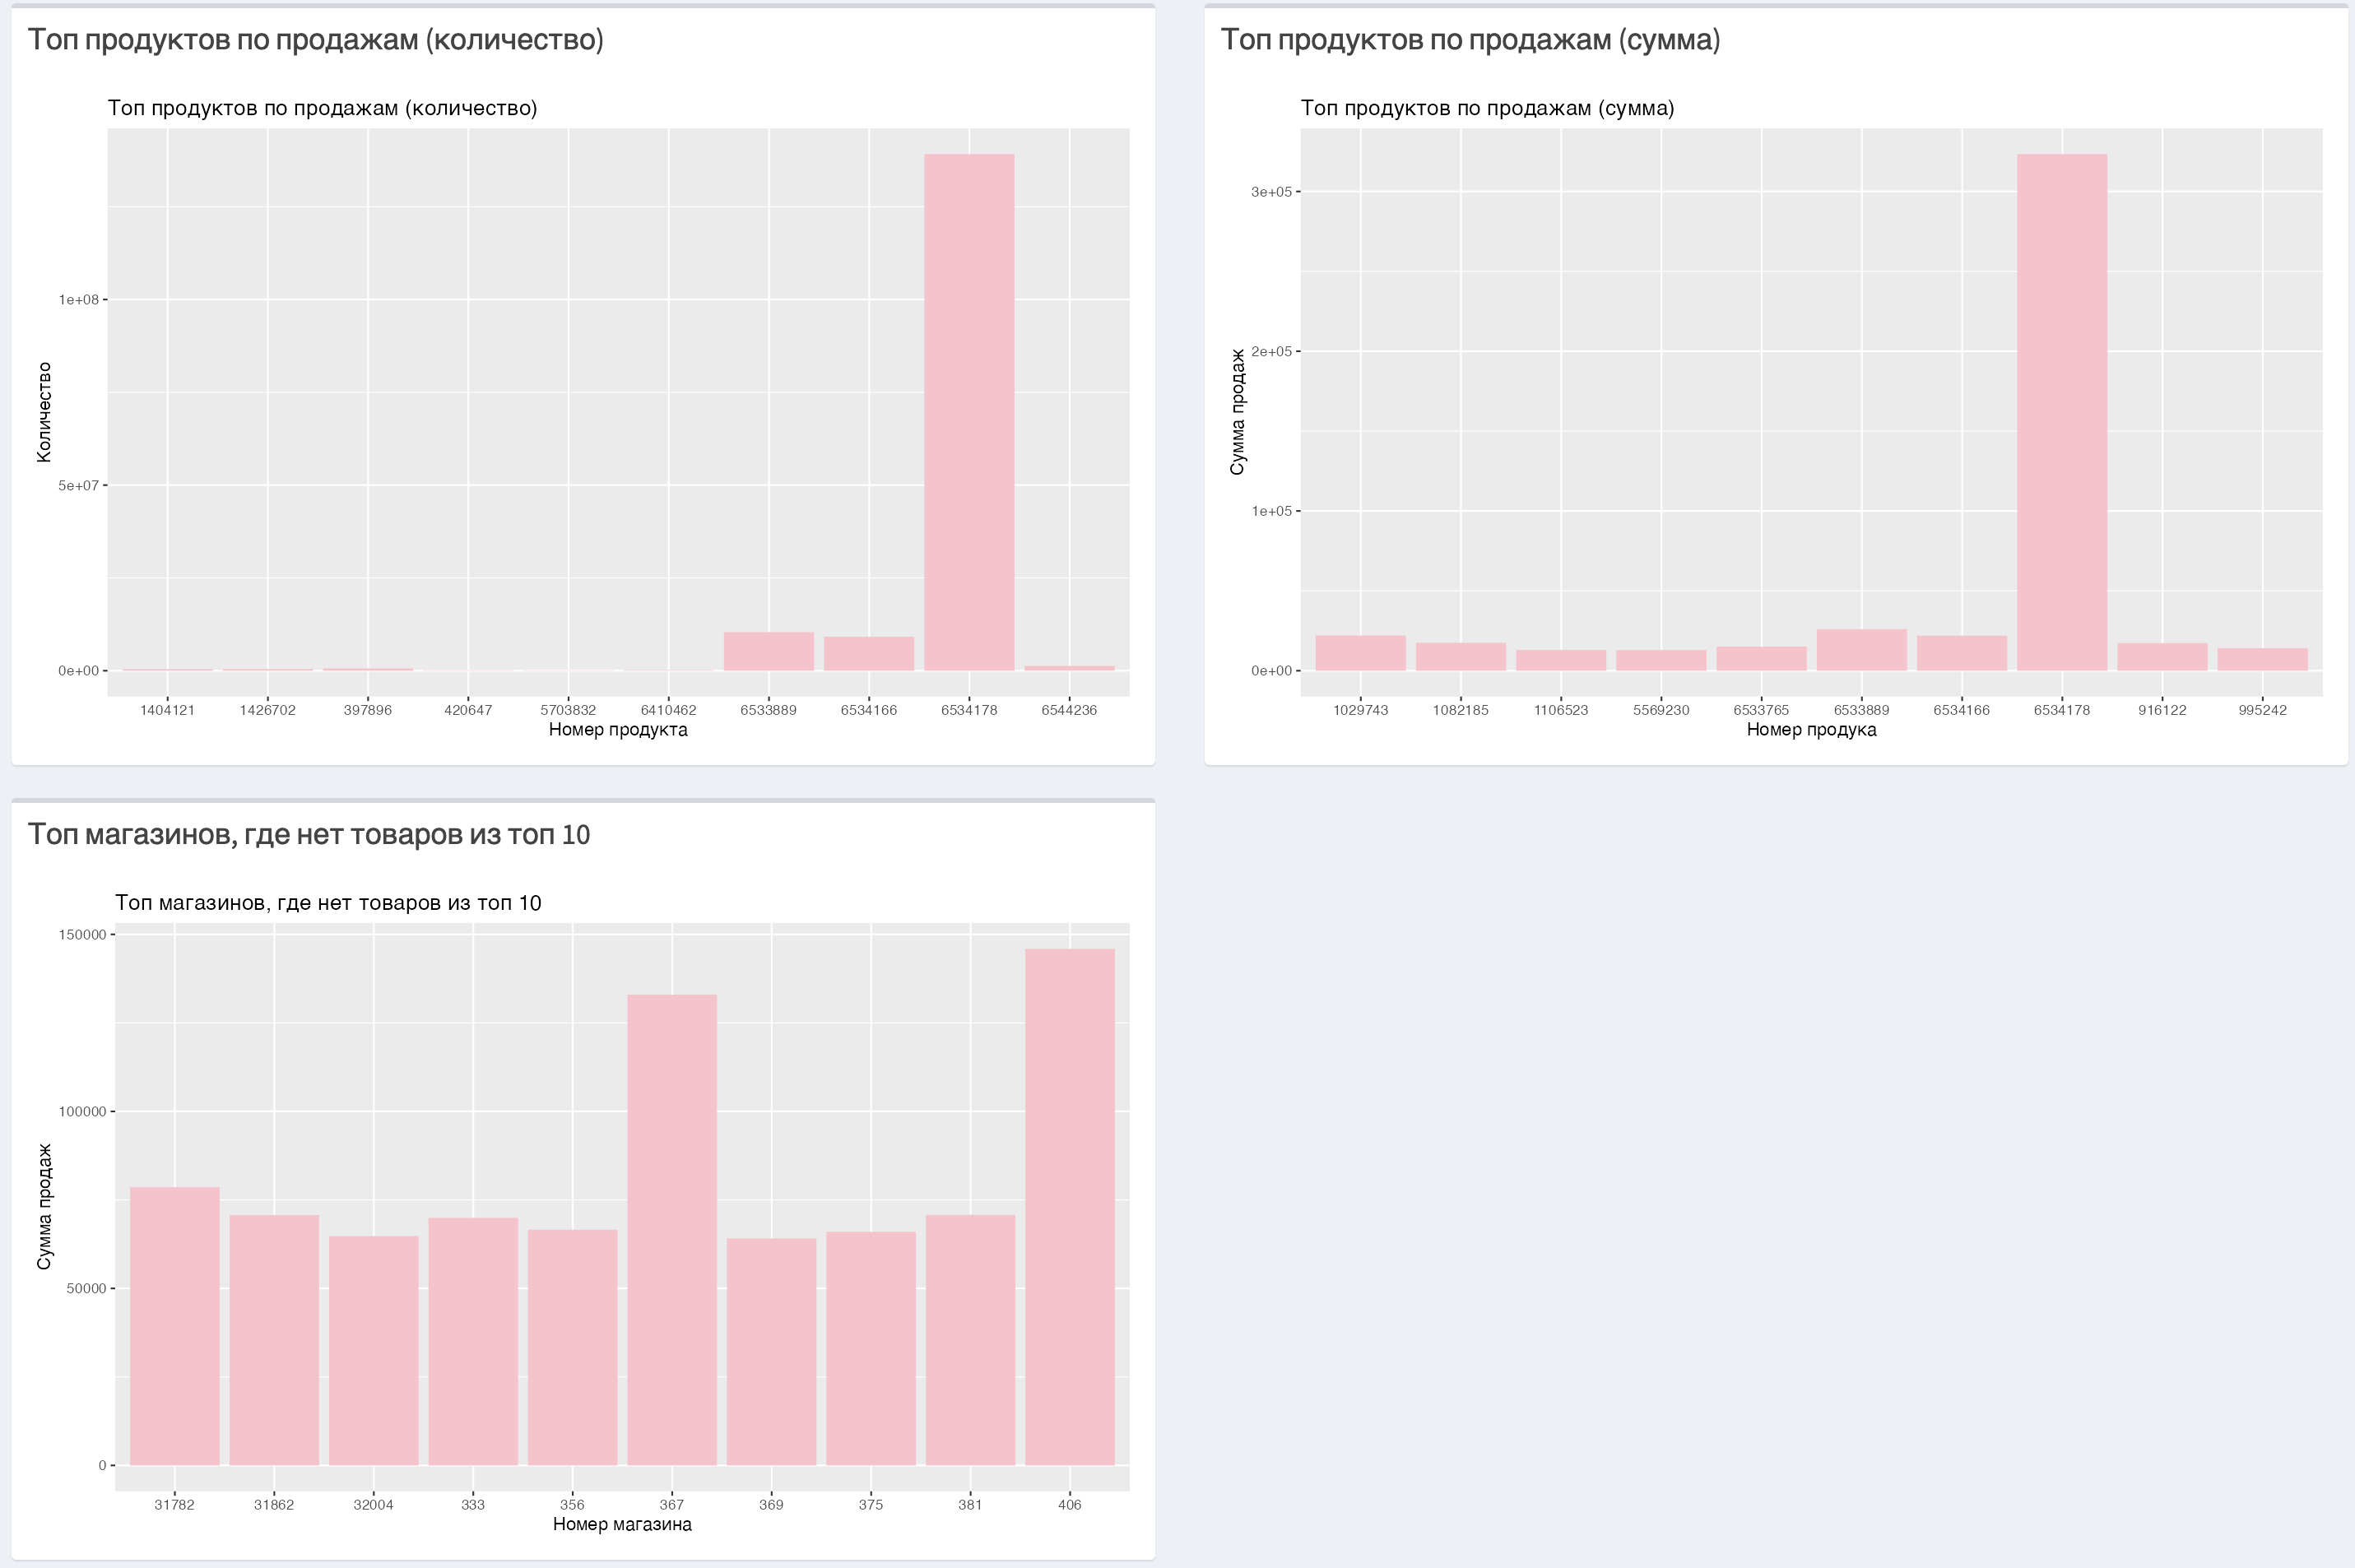 Топ продуктов по продажам (количество)
Топ продуктов по продажам (количество)
Количество
1e+08
5e+07
0e+00
1404121 1426702 397896 420647 5703832 6410462 6533889 6534166 6534178 6544236
Номер продукта
Топ продуктов по продажам (сумма)
Топ продуктов по продажам (сумма)
Сумма продаж
3e+05
2e+05
1e+05
0e+00
1029743 1082185 1106523 5569230 6533765 6533889 6534166 6534178 916122 995242
Номер продука
Топ магазинов, где нет товаров из топ 10
Топ магазинов, где нет товаров из топ 10
Сумма продаж
150000
100000
50000
0
31782 31862 32004 333 356 367 369 375 381 406
Номер магазина